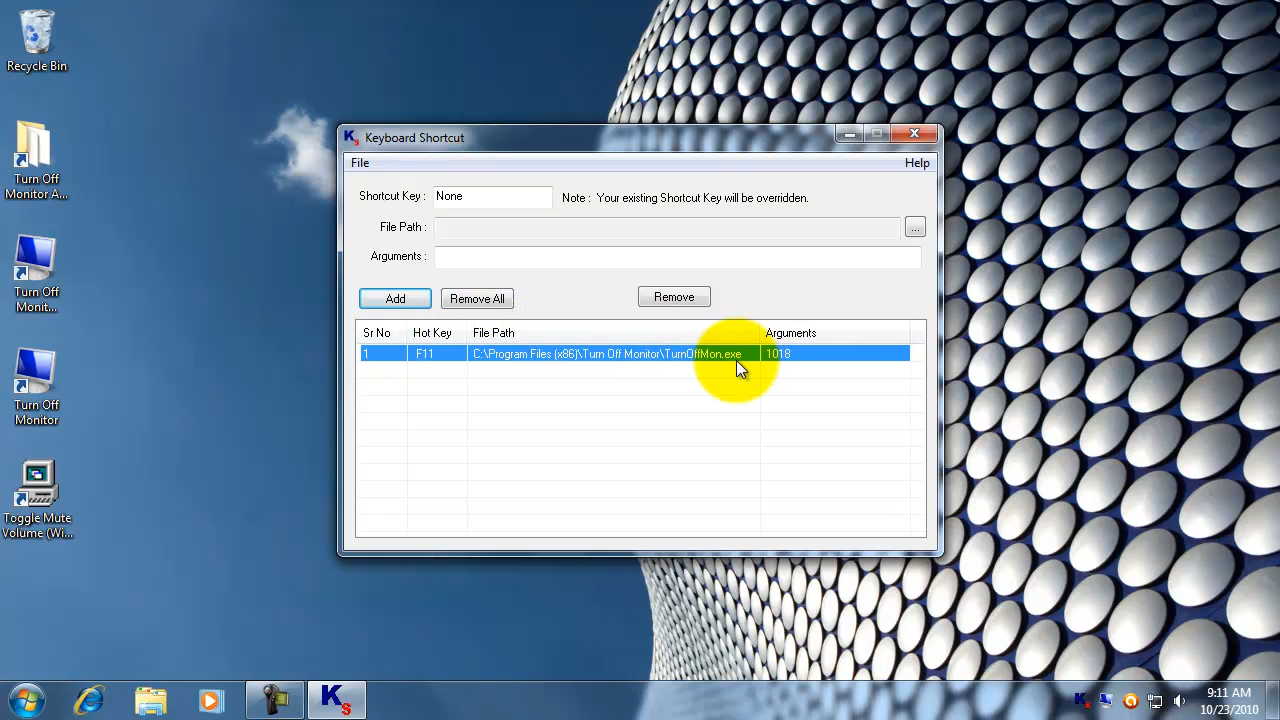 Recycle Bin
Turn Off
Monitor A...
Turn Off
Monit...
Turn Off
Monitor
Toggle Mute
Volume (Wi...
Ks Keyboard Shortcut
File Help
Shortcut Key : None Note : Your existing Shortcut Key will be overridden.
File Path : ...
Arguments :
Add Remove All Remove
Sr No Hot Key File Path Arguments
1 F11 C:\Program Files (x86)\Turn Off Monitor\TurnOffMon.exe 1018
Ks
Ks
9:11 AM
10/23/2010